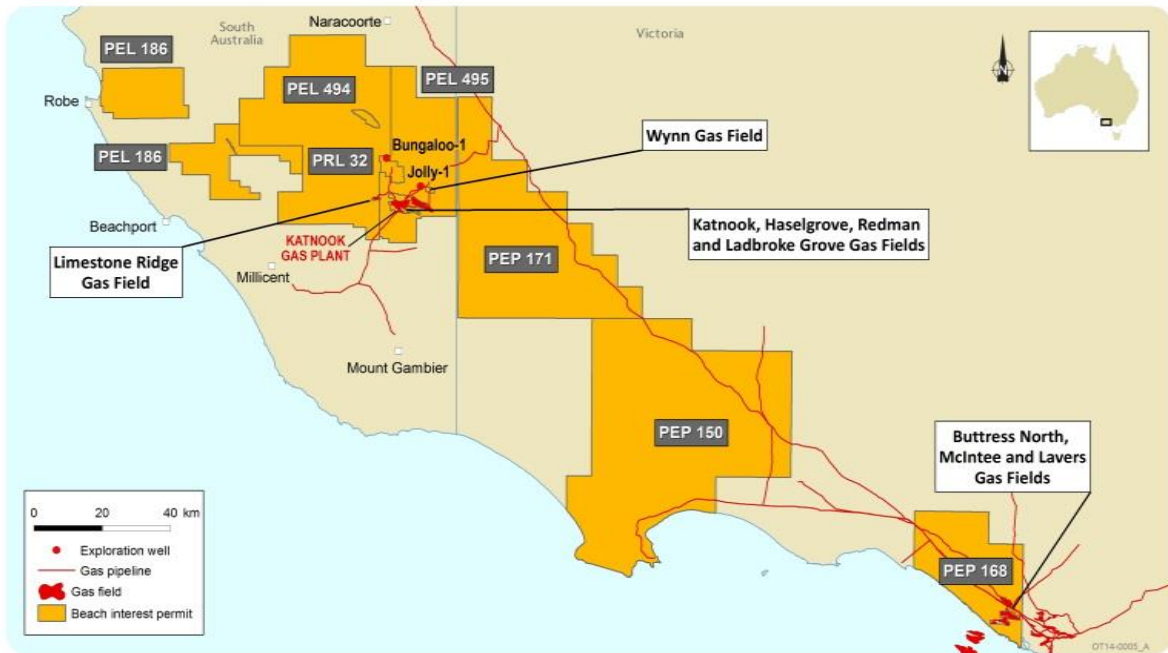 South
Australia
Naracoorte
Victoria
PEL 186
PEL 494
PEL 495
N
Robe
Wynn Gas Field
Bungaloo-1
PEL 186
PRL 32
Jolly-1
Beachport
KATNOOK
GAS PLANT
Katnook, Haselgrove, Redman
and Ladbroke Grove Gas Fields
Limestone Ridge
Gas Field
Millicent
PEP 171
Mount Gambier
PEP 150
Buttress North,
McIntee and Lavers
Gas Fields
0 20 40 km
Exploration well
Gas pipeline
Gas field
Beach interest permit
PEP 168
OT14-0005_A